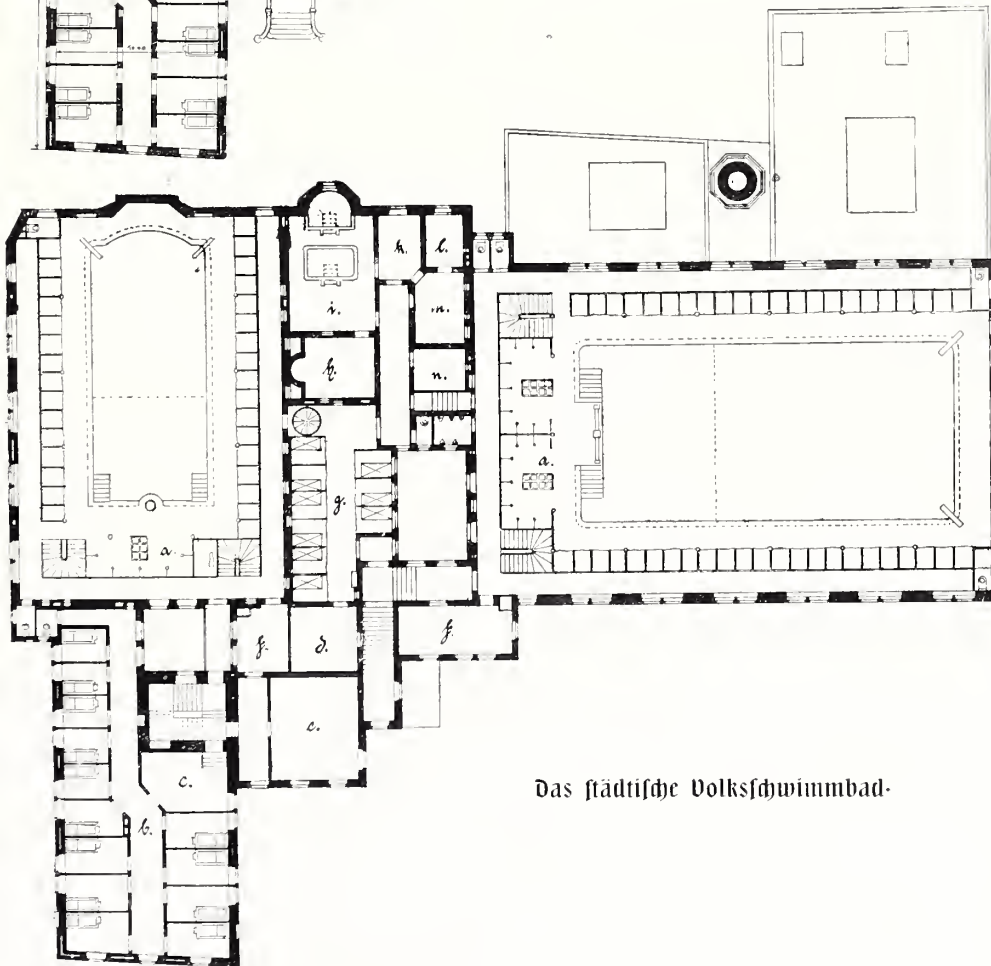 k.
l.
i.
m.
h.
n.
g.
a.
a.
f.
d.
f.
c.
c.
b.
Das städtische Volksschwimmbad.